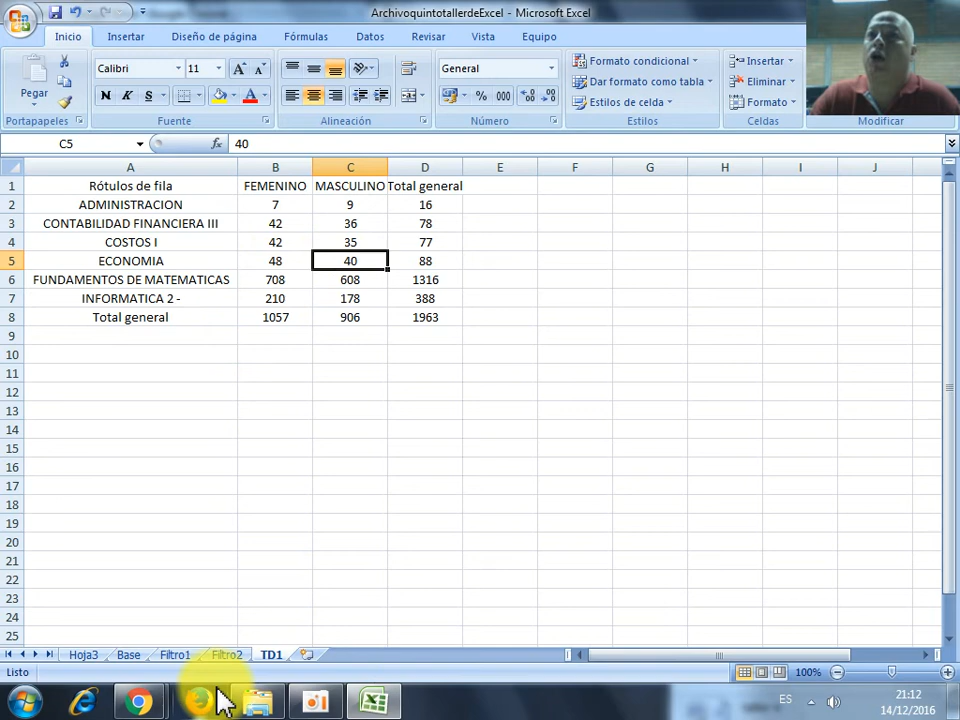 ArchivoquintotallerdeExcel - Microsoft Excel
Inicio Insertar Diseño de página Fórmulas Datos Revisar Vista Equipo
Pegar
Calibri 11
N K S
General
% 000
Formato condicional
Dar formato como tabla
Estilos de celda
Insertar
Eliminar
Formato
Portapapeles Fuente Alineación Número Estilos Celdas Modificar
C5 fx 40
A B C D E F G H I J
1 Rótulos de fila FEMENINO MASCULINO Total general
2 ADMINISTRACION 7 9 16
3 CONTABILIDAD FINANCIERA III 42 36 78
4 COSTOS I 42 35 77
5 ECONOMIA 48 40 88
6 FUNDAMENTOS DE MATEMATICAS 708 608 1316
7 INFORMATICA 2 - 210 178 388
8 Total general 1057 906 1963
9
10
11
12
13
14
15
16
17
18
19
20
21
22
23
24
25
Hoja3 Base Filtro1 Filtro2 TD1
Listo 100%
ES 21:12
14/12/2016